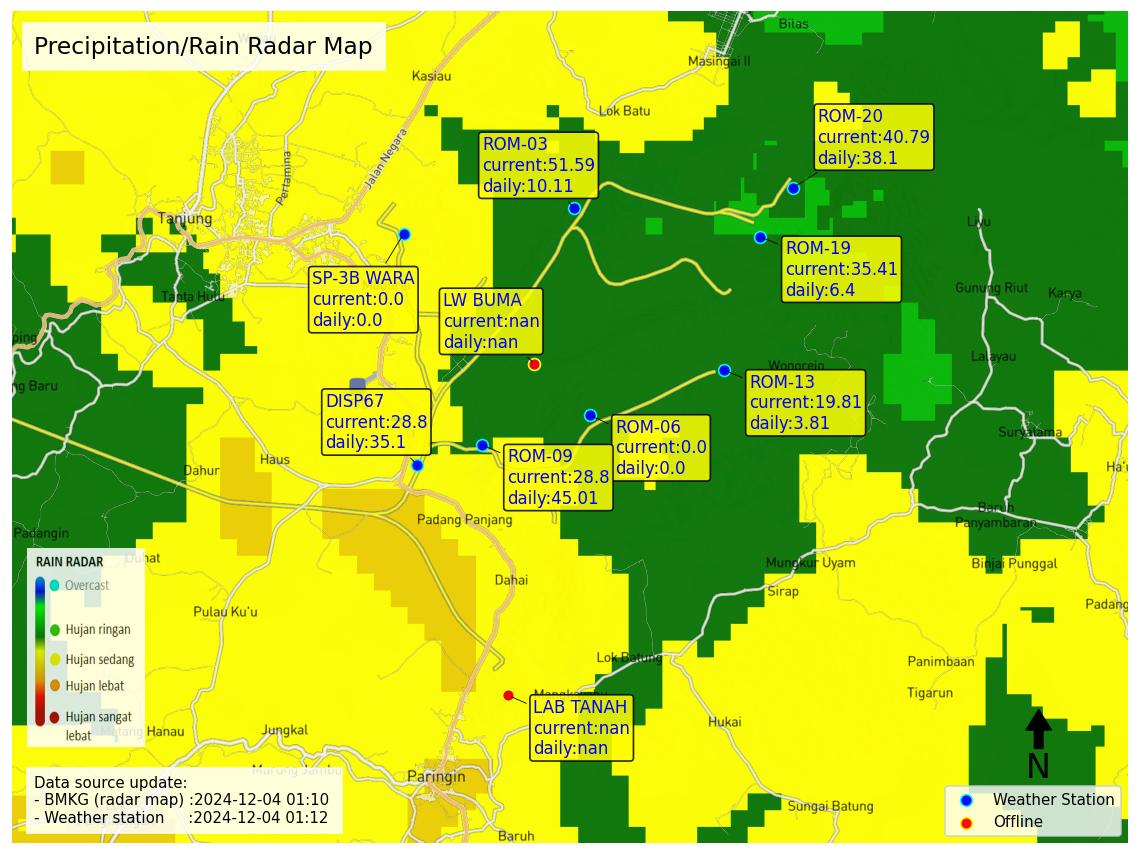 Precipitation/Rain Radar Map
Bilas
Masingai II
Kasiau
Lok Batu
Jalan Negara
Pertamina
Tanjung
Tanta Hulu
ping
ng Baru
ROM-20
current:40.79
daily:38.1
ROM-03
current:51.59
daily:10.11
ROM-19
current:35.41
daily:6.4
SP-3B WARA
current:0.0
daily:0.0
LW BUMA
current:nan
daily:nan
Liyu
Gunung Riut
Karya
Lalayau
Wonorejo
ROM-13
current:19.81
daily:3.81
DISP67
current:28.8
daily:35.1
ROM-06
current:0.0
daily:0.0
ROM-09
current:28.8
daily:45.01
Suryatama
Ha'u
Dahur
Haus
Padang Panjang
Padangin
Baruh
Panyambaran
Mungkur Uyam
Binjai Punggal
Sirap
Dahai
Pulau Ku'u
Padang
RAIN RADAR
Overcast
Hujan ringan
Hujan sedang
Hujan lebat
Hujan sangat
lebat
Lok Batung
Panimbaan
Tigarun
LAB TANAH
current:nan
daily:nan
Hukai
Jungkal
Murung Jambu
Paringin
Sungai Batung
Baruh
N
Data source update:
- BMKG (radar map) :2024-12-04 01:10
- Weather station :2024-12-04 01:12
Weather Station
Offline